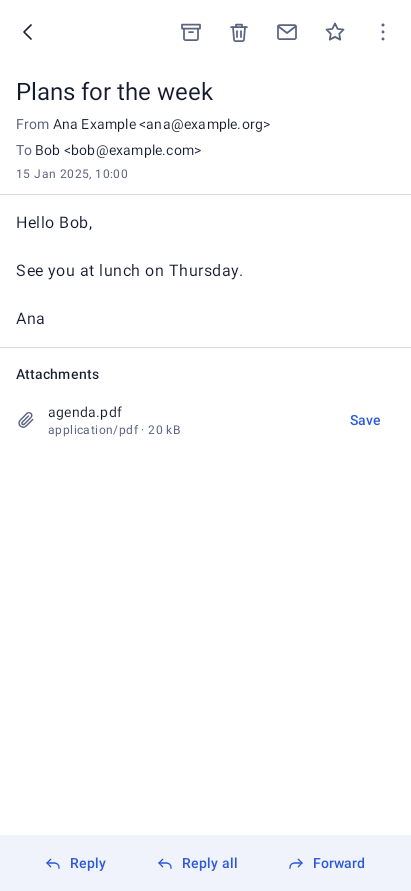 Plans for the week
From Ana Example <ana@example.org>
To Bob <bob@example.com>
15 Jan 2025, 10:00
Hello Bob,
See you at lunch on Thursday.
Ana
Attachments
agenda.pdf
application/pdf · 20 kB
Save
Reply
Reply all
Forward